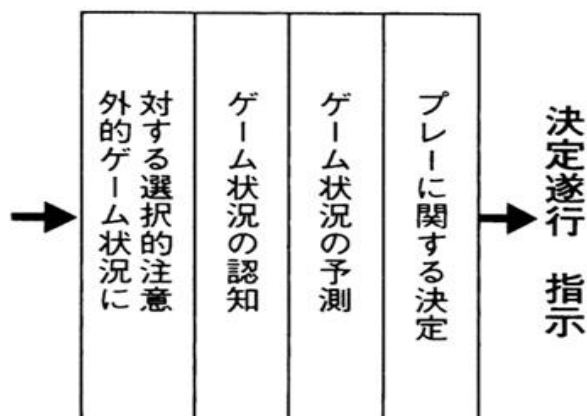 外的ゲーム状況に
対する選択的注意
ゲーム状況の認知
ゲーム状況の予測
プレーに関する決定
決定遂行 指示